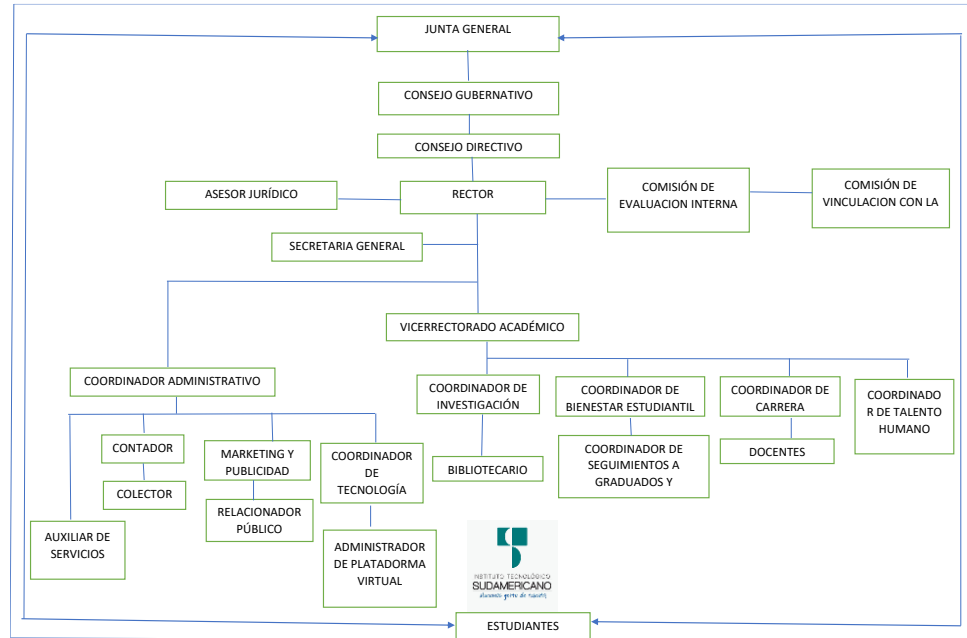 JUNTA GENERAL
CONSEJO GUBERNATIVO
CONSEJO DIRECTIVO
ASESOR JURÍDICO
RECTOR
COMISIÓN DE
EVALUACION INTERNA
COMISIÓN DE
VINCULACION CON LA
SECRETARIA GENERAL
VICERRECTORADO ACADÉMICO
COORDINADOR ADMINISTRATIVO
COORDINADOR DE
INVESTIGACIÓN
COORDINADOR DE
BIENESTAR ESTUDIANTIL
COORDINADOR DE
CARRERA
COORDINADO
R DE TALENTO
HUMANO
CONTADOR
MARKETING Y
PUBLICIDAD
COORDINADOR
DE
TECNOLOGÍA
BIBLIOTECARIO
COORDINADOR DE
SEGUIMIENTOS A
GRADUADOS Y
DOCENTES
COLECTOR
RELACIONADOR
PÚBLICO
AUXILIAR DE
SERVICIOS
ADMINISTRADOR
DE PLATADORMA
VIRTUAL
INSTITUTO TECNOLÓGICO
SUDAMERICANO
ESTUDIANTES